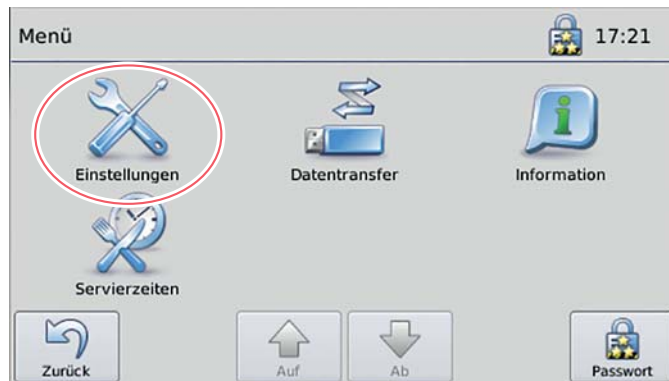 Menü
17:21
Einstellungen
Datentransfer
Information
Servierzeiten
Zurück
Auf
Ab
Passwort